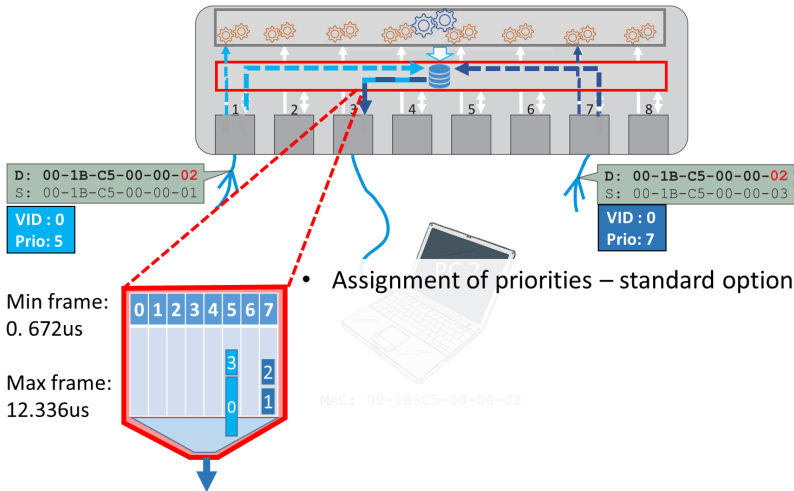 1 2 3 4 5 6 7 8
D: 00-1B-C5-00-00-02
S: 00-1B-C5-00-00-01
VID : 0
Prio: 5
D: 00-1B-C5-00-00-02
S: 00-1B-C5-00-00-03
VID : 0
Prio: 7
PC 2
• Assignment of priorities – standard option
Min frame:
0. 672us
Max frame:
12.336us
0 1 2 3 4 5 6 7
3 2
0 1
MAC: 00-1B-C5-00-00-02